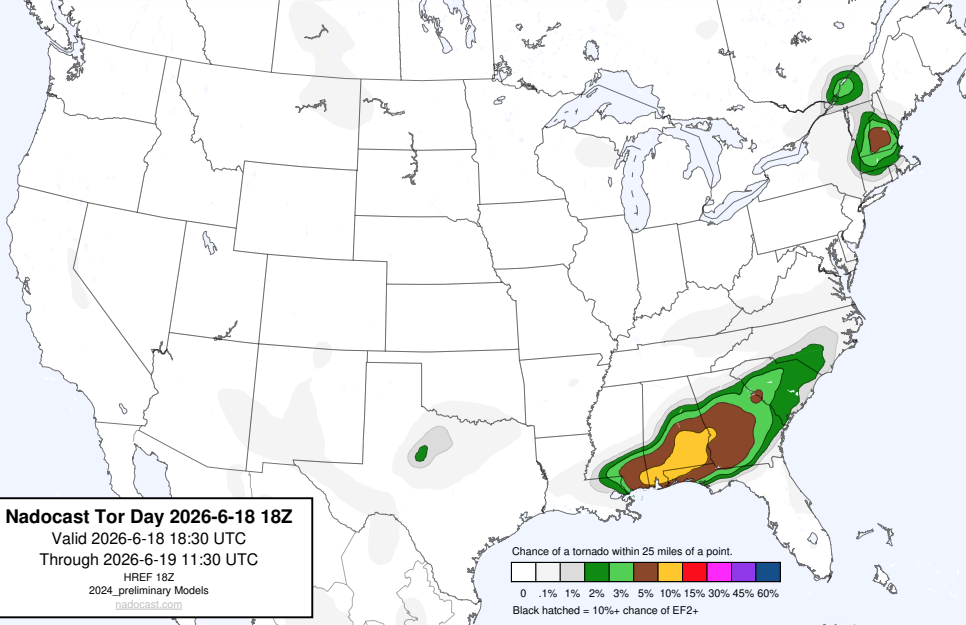 Nadocast Tor Day 2026-6-18 18Z
Valid 2026-6-18 18:30 UTC
Through 2026-6-19 11:30 UTC
HREF 18Z
2024_preliminary Models
nadocast.com
Chance of a tornado within 25 miles of a point.
0 .1% 1% 2% 3% 5% 10% 15% 30% 45% 60%
Black hatched = 10%+ chance of EF2+